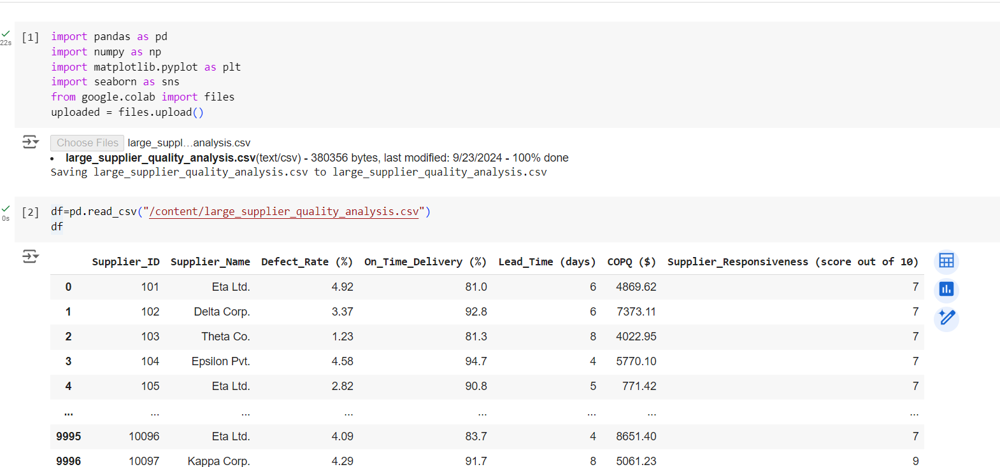 22s
[1] import pandas as pd
import numpy as np
import matplotlib.pyplot as plt
import seaborn as sns
from google.colab import files
uploaded = files.upload()
Choose Files large_suppl...analysis.csv
• large_supplier_quality_analysis.csv(text/csv) - 380356 bytes, last modified: 9/23/2024 - 100% done
Saving large_supplier_quality_analysis.csv to large_supplier_quality_analysis.csv
0s
[2] df=pd.read_csv("/content/large_supplier_quality_analysis.csv")
df
Supplier_ID Supplier_Name Defect_Rate (%) On_Time_Delivery (%) Lead_Time (days) COPQ ($) Supplier_Responsiveness (score out of 10)
0 101 Eta Ltd. 4.92 81.0 6 4869.62 7
1 102 Delta Corp. 3.37 92.8 6 7373.11 7
2 103 Theta Co. 1.23 81.3 8 4022.95 7
3 104 Epsilon Pvt. 4.58 94.7 4 5770.10 7
4 105 Eta Ltd. 2.82 90.8 5 771.42 7
... ... ... ... ... ... ... ...
9995 10096 Eta Ltd. 4.09 83.7 4 8651.40 7
9996 10097 Kappa Corp. 4.29 91.7 8 5061.23 9